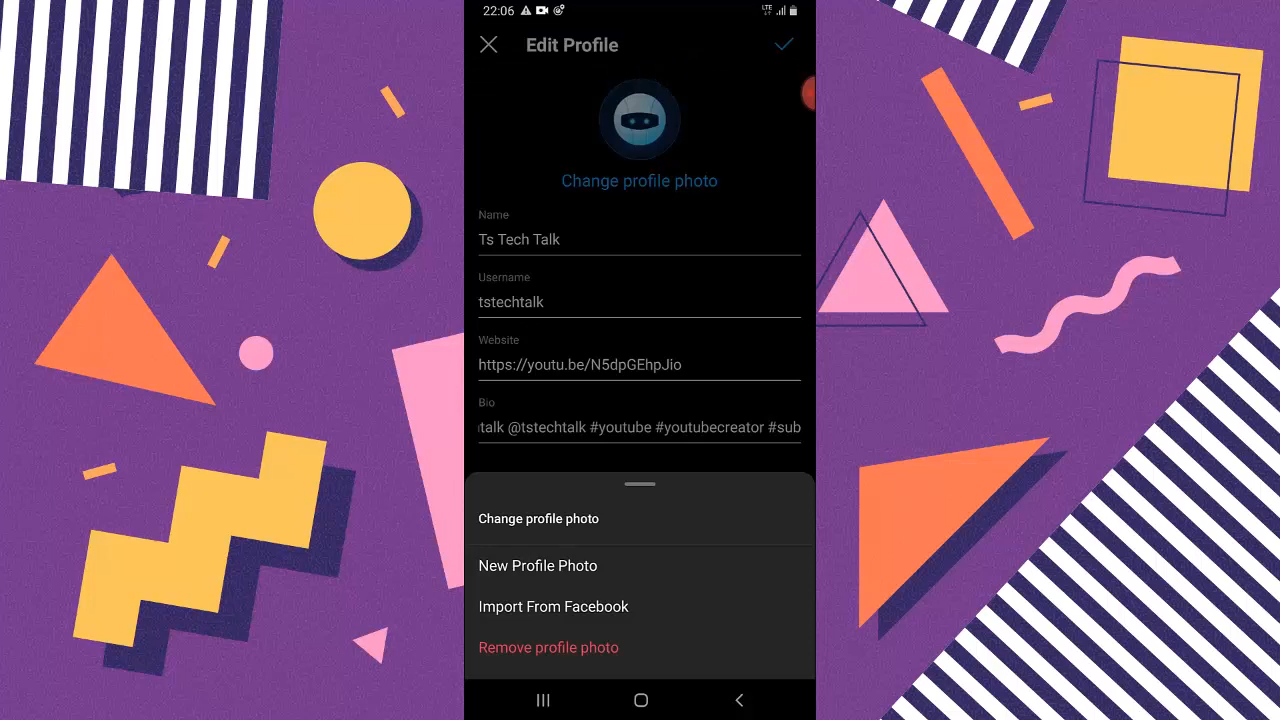 22:06
LTE
Edit Profile
Change profile photo
Name
Ts Tech Talk
Username
tstechtalk
Website
https://youtu.be/N5dpGEhpJio
Bio
talk @tstechtalk #youtube #youtubecreator #sub
Change profile photo
New Profile Photo
Import From Facebook
Remove profile photo